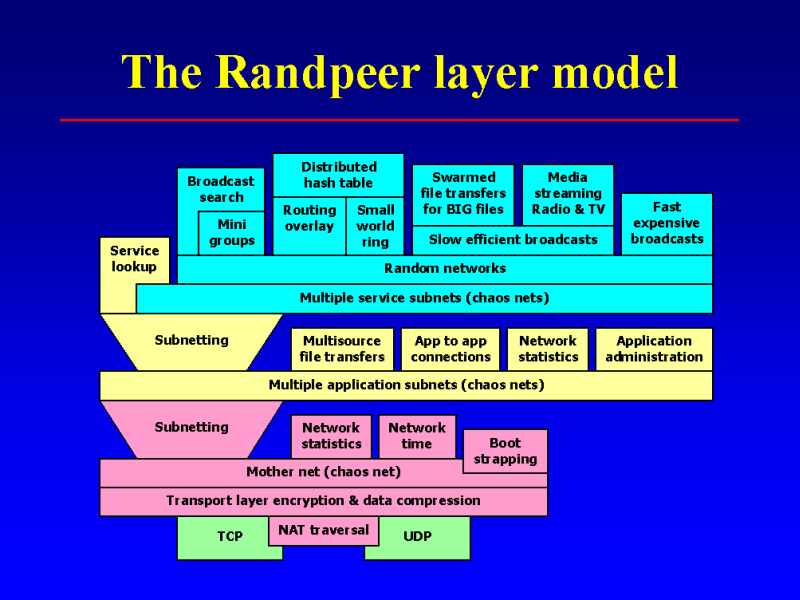 The Randpeer layer model
Broadcast
search
Mini
groups
Distributed
hash table
Routing
overlay
Small
world
ring
Swarmed
file transfers
for BIG files
Media
streaming
Radio & TV
Slow efficient broadcasts
Fast
expensive
broadcasts
Service
lookup
Random networks
Multiple service subnets (chaos nets)
Subnetting
Multisource
file transfers
App to app
connections
Network
statistics
Application
administration
Multiple application subnets (chaos nets)
Subnetting
Network
statistics
Network
time
Boot
strapping
Mother net (chaos net)
Transport layer encryption & data compression
TCP
NAT traversal
UDP